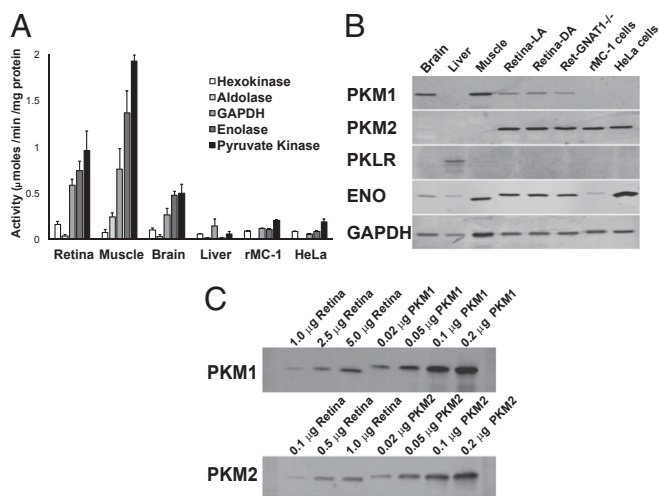 A
Activity (µmoles /min /mg protein
2
1.5
1
0.5
0
Hexokinase
Aldolase
GAPDH
Enolase
Pyruvate Kinase
Retina Muscle Brain Liver rMC-1 HeLa
B
Brain Liver Muscle Retina-LA Retina-DA Ret-GNAT1-/- rMC-1 cells HeLa cells
PKM1
PKM2
PKLR
ENO
GAPDH
C
1.0 µg Retina 2.5 µg Retina 5.0 µg Retina 0.02 µg PKM1 0.05 µg PKM1 0.1 µg PKM1 0.2 µg PKM1
PKM1
0.1 µg Retina 0.5 µg Retina 1.0 µg Retina 0.02 µg PKM2 0.05 µg PKM2 0.1 µg PKM2 0.2 µg PKM2
PKM2